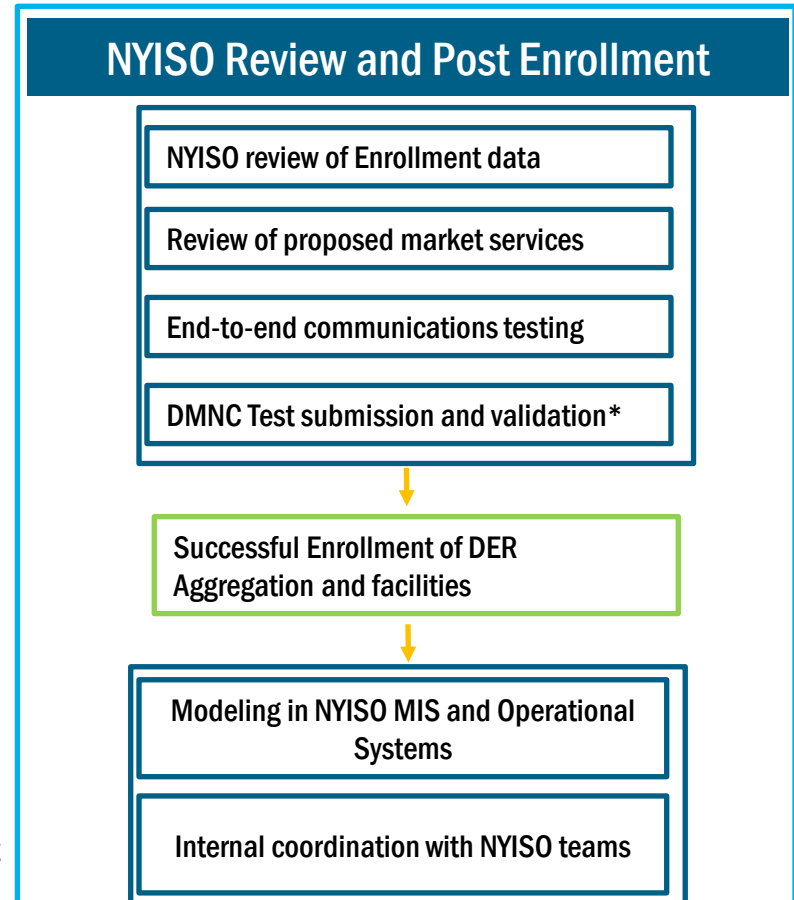 NYISO Review and Post Enrollment
NYISO review of Enrollment data
Review of proposed market services
End-to-end communications testing
DMNC Test submission and validation*
Successful Enrollment of DER
Aggregation and facilities
Modeling in NYISO MIS and Operational
Systems
Internal coordination with NYISO teams